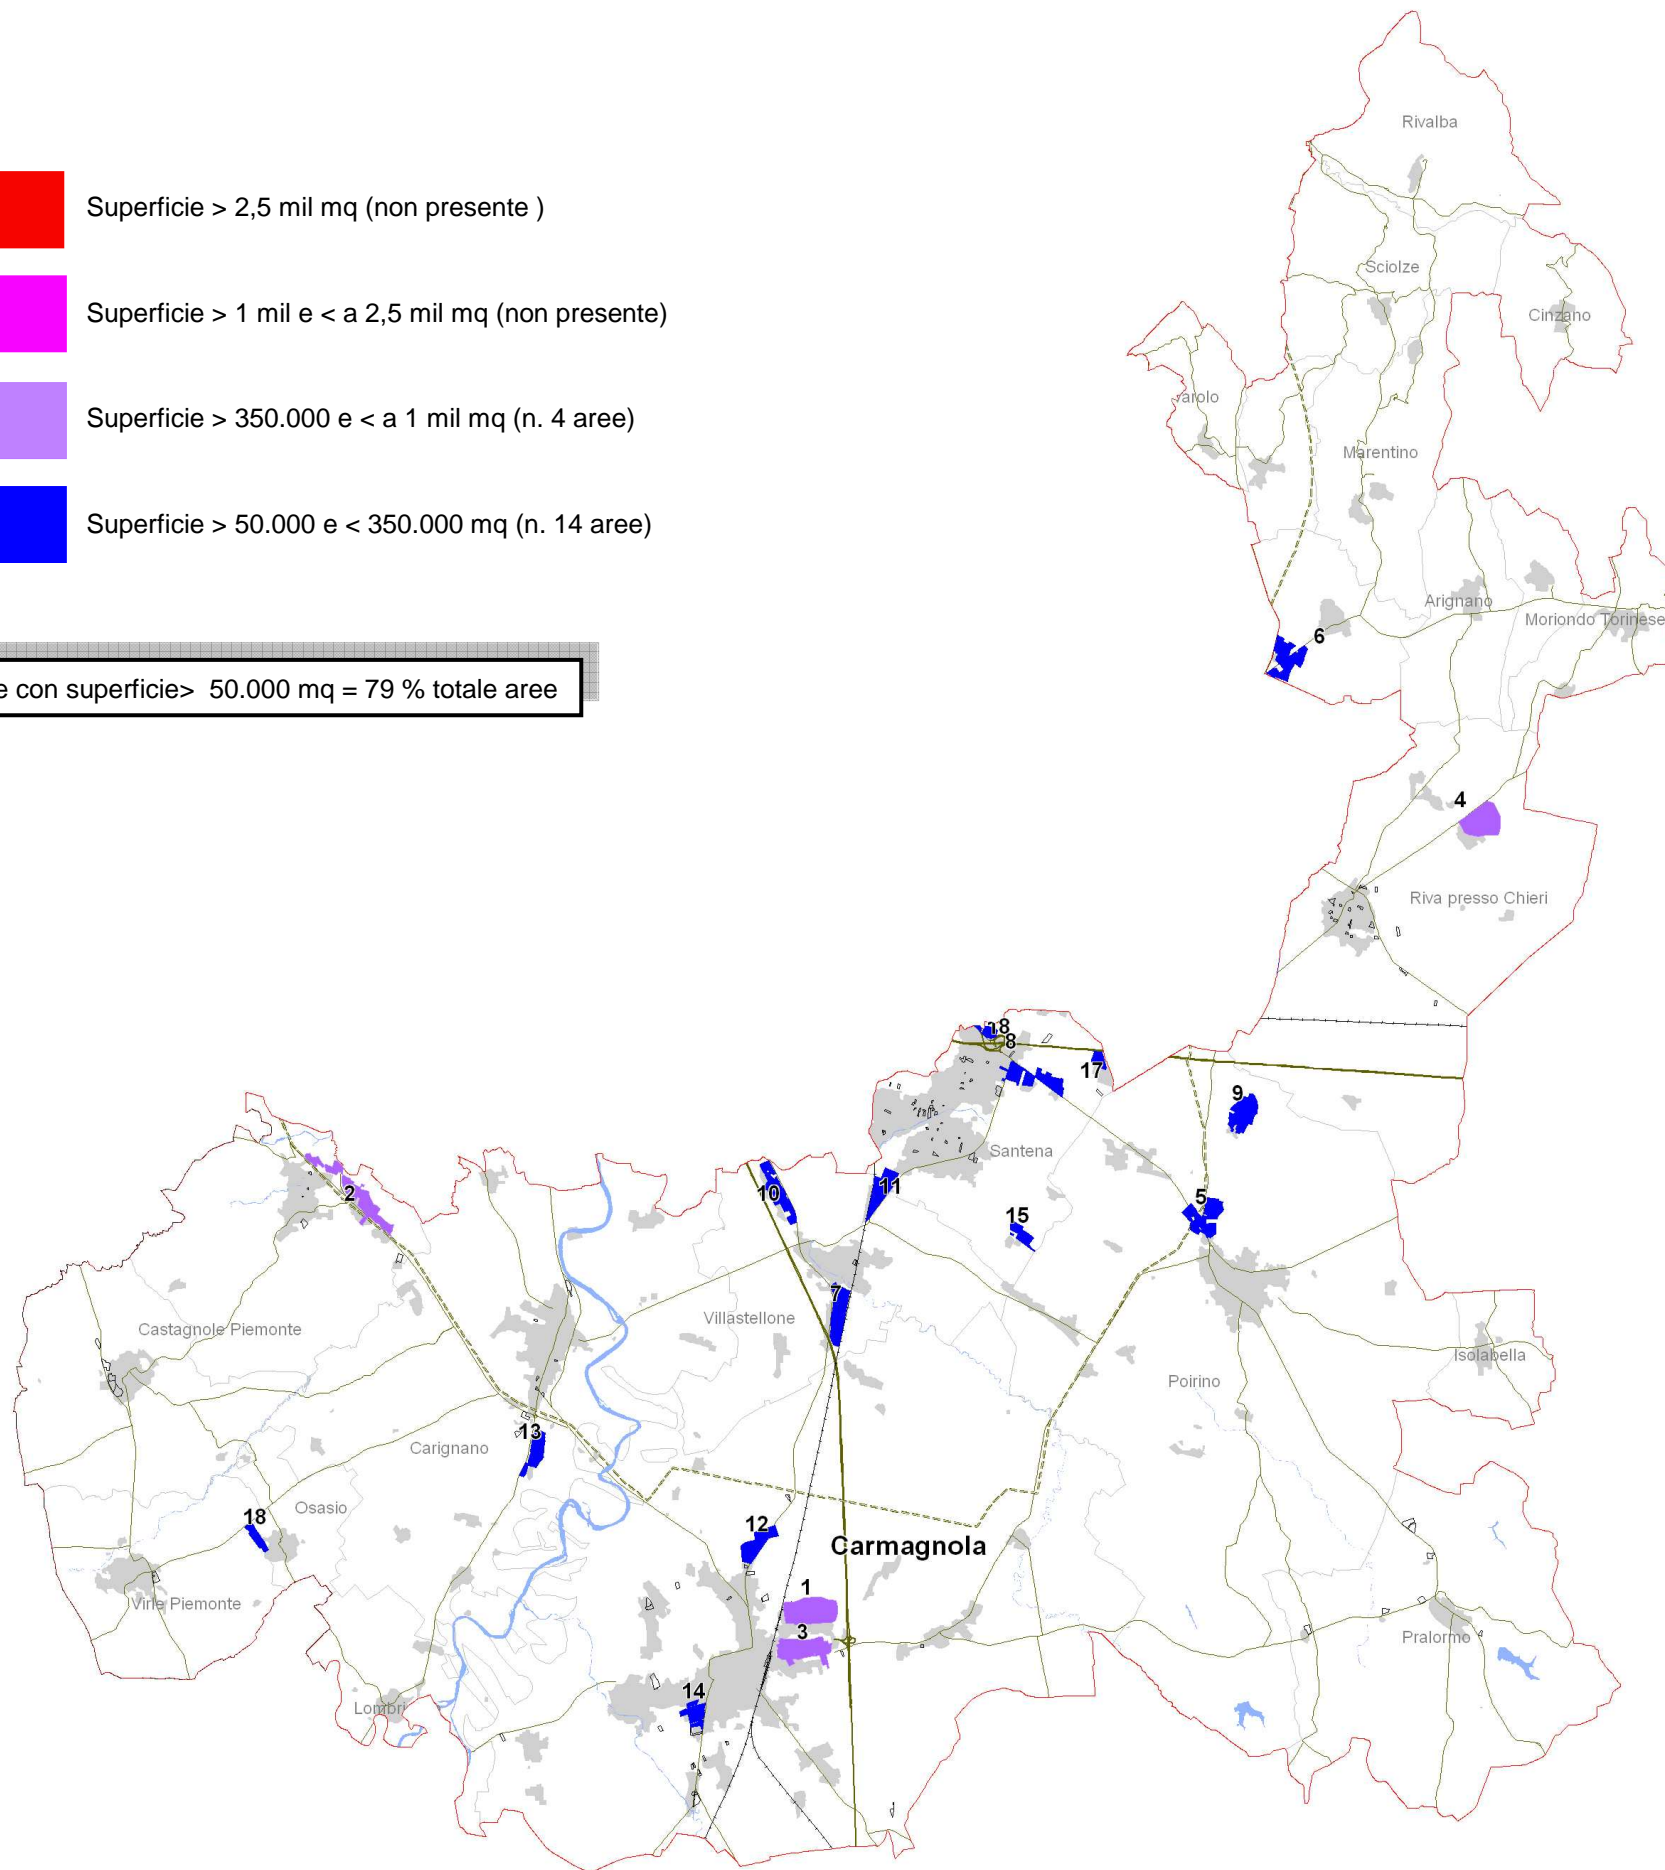 Superficie > 2,5 mil mq (non presente )
Superficie > 1 mil e < a 2,5 mil mq (non presente)
Superficie > 350.000 e < a 1 mil mq (n. 4 aree)
Superficie > 50.000 e < 350.000 mq (n. 14 aree)
e con superficie> 50.000 mq = 79 % totale aree
Rivalba
Sciolze
Cinzano
varolo
Marentino
Arignano
Moriondo Torinese
6
4
Riva presso Chieri
18
8
17
9
Santena
2
10
11
15
5
7
Villastellone
Castagnole Piemonte
Isolabella
Poirino
13
Carignano
Osasio
18
12
Carmagnola
1
Virle Piemonte
3
Pralormo
14
Lombri